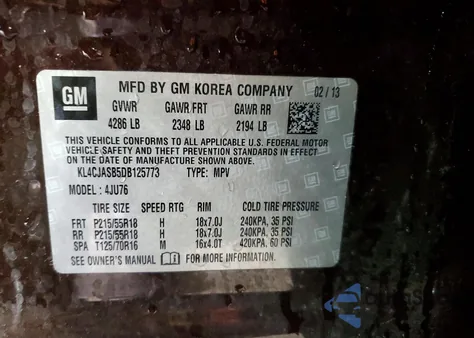 GM
MFD BY GM KOREA COMPANY 02 / 13
GVWR GAWR FRT GAWR RR
4286 LB 2348 LB 2194 LB
THIS VEHICLE CONFORMS TO ALL APPLICABLE U.S. FEDERAL MOTOR
VEHICLE SAFETY AND THEFT PREVENTION STANDARDS IN EFFECT
ON THE DATE OF MANUFACTURE SHOWN ABOVE.
KL4CJASB5DB125773 TYPE: MPV
MODEL: 4JU76
TIRE SIZE SPEED RTG RIM COLD TIRE PRESSURE
FRT P215/55R18 H 18x7.0J 240KPA, 35 PSI
RR P215/55R18 H 18x7.0J 240KPA, 35 PSI
SPA T125/70R16 M 16x4.0T 420KPA, 60 PSI
SEE OWNER'S MANUAL FOR MORE INFORMATION.